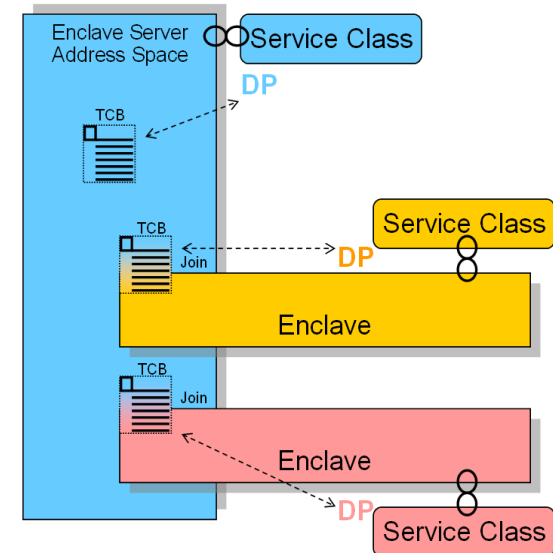 Enclave Server
Address Space
Service Class
DP
TCB
Service Class
TCB
Join
DP
Enclave
TCB
Join
Enclave
DP
Service Class